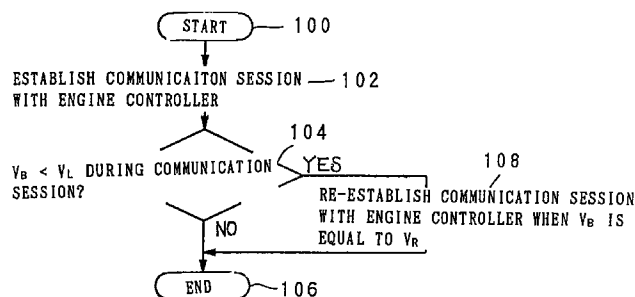 START 100
ESTABLISH COMMUNICAITON SESSION 102
WITH ENGINE CONTROLLER
104
VB < VL DURING COMMUNICATION
SESSION?
YES
108
RE-ESTABLISH COMMUNICATION SESSION
WITH ENGINE CONTROLLER WHEN VB IS
EQUAL TO VR
NO
END 106